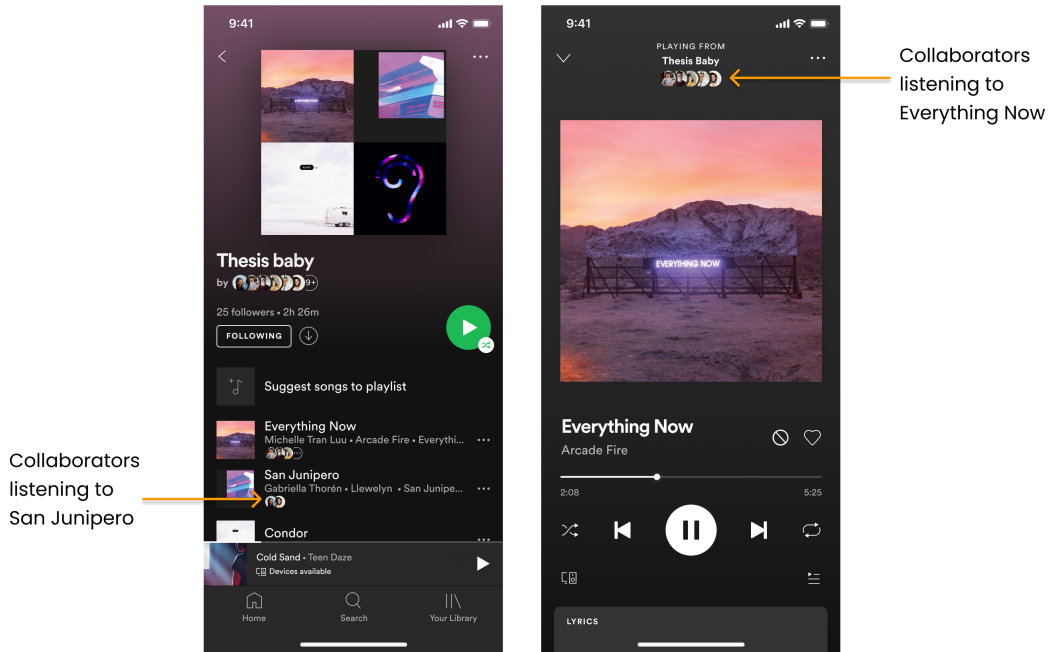 9:41
Thesis baby
by 9+
25 followers • 2h 26m
FOLLOWING
Suggest songs to playlist
Everything Now
Michelle Tran Luu • Arcade Fire • Everythi...
San Junipero
Gabriella Thorén • Llewelyn • San Junipe...
Condor
Cold Sand • Teen Daze
Devices available
Home
Search
Your Library
Collaborators
listening to
San Junipero
9:41
PLAYING FROM
Thesis Baby
EVERYTHING NOW
Everything Now
Arcade Fire
2:08
5:25
LYRICS
Collaborators
listening to
Everything Now